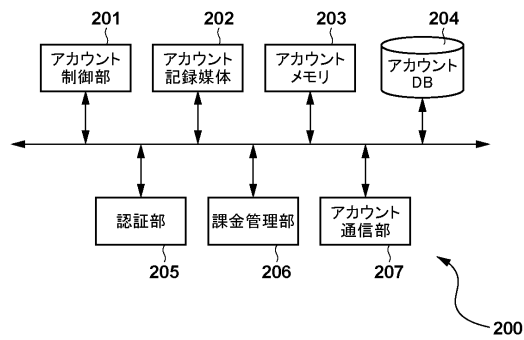 201
202
203
204
アカウント
制御部
アカウント
記録媒体
アカウント
メモリ
アカウント
DB
認証部
課金管理部
アカウント
通信部
205
206
207
200